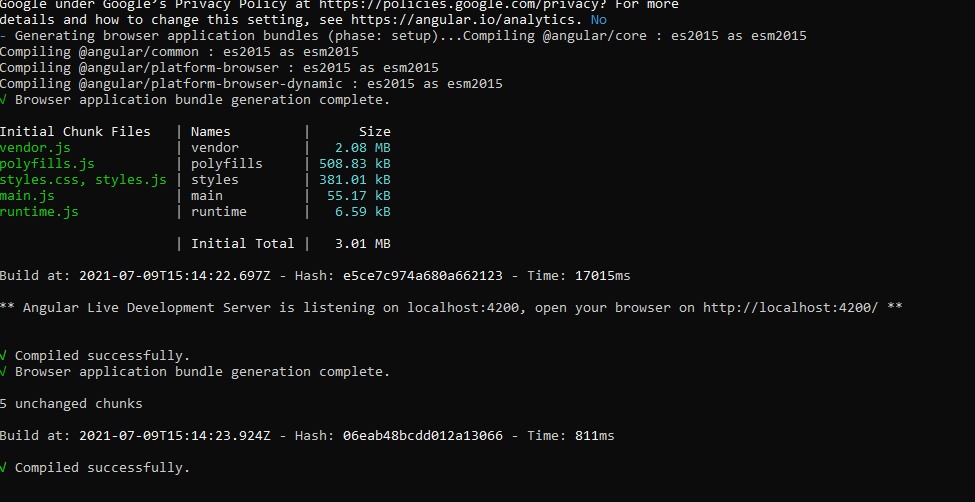 Google under Google's Privacy Policy at https://policies.google.com/privacy? For more
details and how to change this setting, see https://angular.io/analytics. No
- Generating browser application bundles (phase: setup)...Compiling @angular/core : es2015 as esm2015
Compiling @angular/common : es2015 as esm2015
Compiling @angular/platform-browser : es2015 as esm2015
Compiling @angular/platform-browser-dynamic : es2015 as esm2015
√ Browser application bundle generation complete.
Initial Chunk Files | Names | Size
vendor.js | vendor | 2.08 MB
polyfills.js | polyfills | 508.83 kB
styles.css, styles.js | styles | 381.01 kB
main.js | main | 55.17 kB
runtime.js | runtime | 6.59 kB
| Initial Total | 3.01 MB
Build at: 2021-07-09T15:14:22.697Z - Hash: e5ce7c974a680a662123 - Time: 17015ms
** Angular Live Development Server is listening on localhost:4200, open your browser on http://localhost:4200/ **
√ Compiled successfully.
√ Browser application bundle generation complete.
5 unchanged chunks
Build at: 2021-07-09T15:14:23.924Z - Hash: 06eab48bcdd012a13066 - Time: 811ms
√ Compiled successfully.